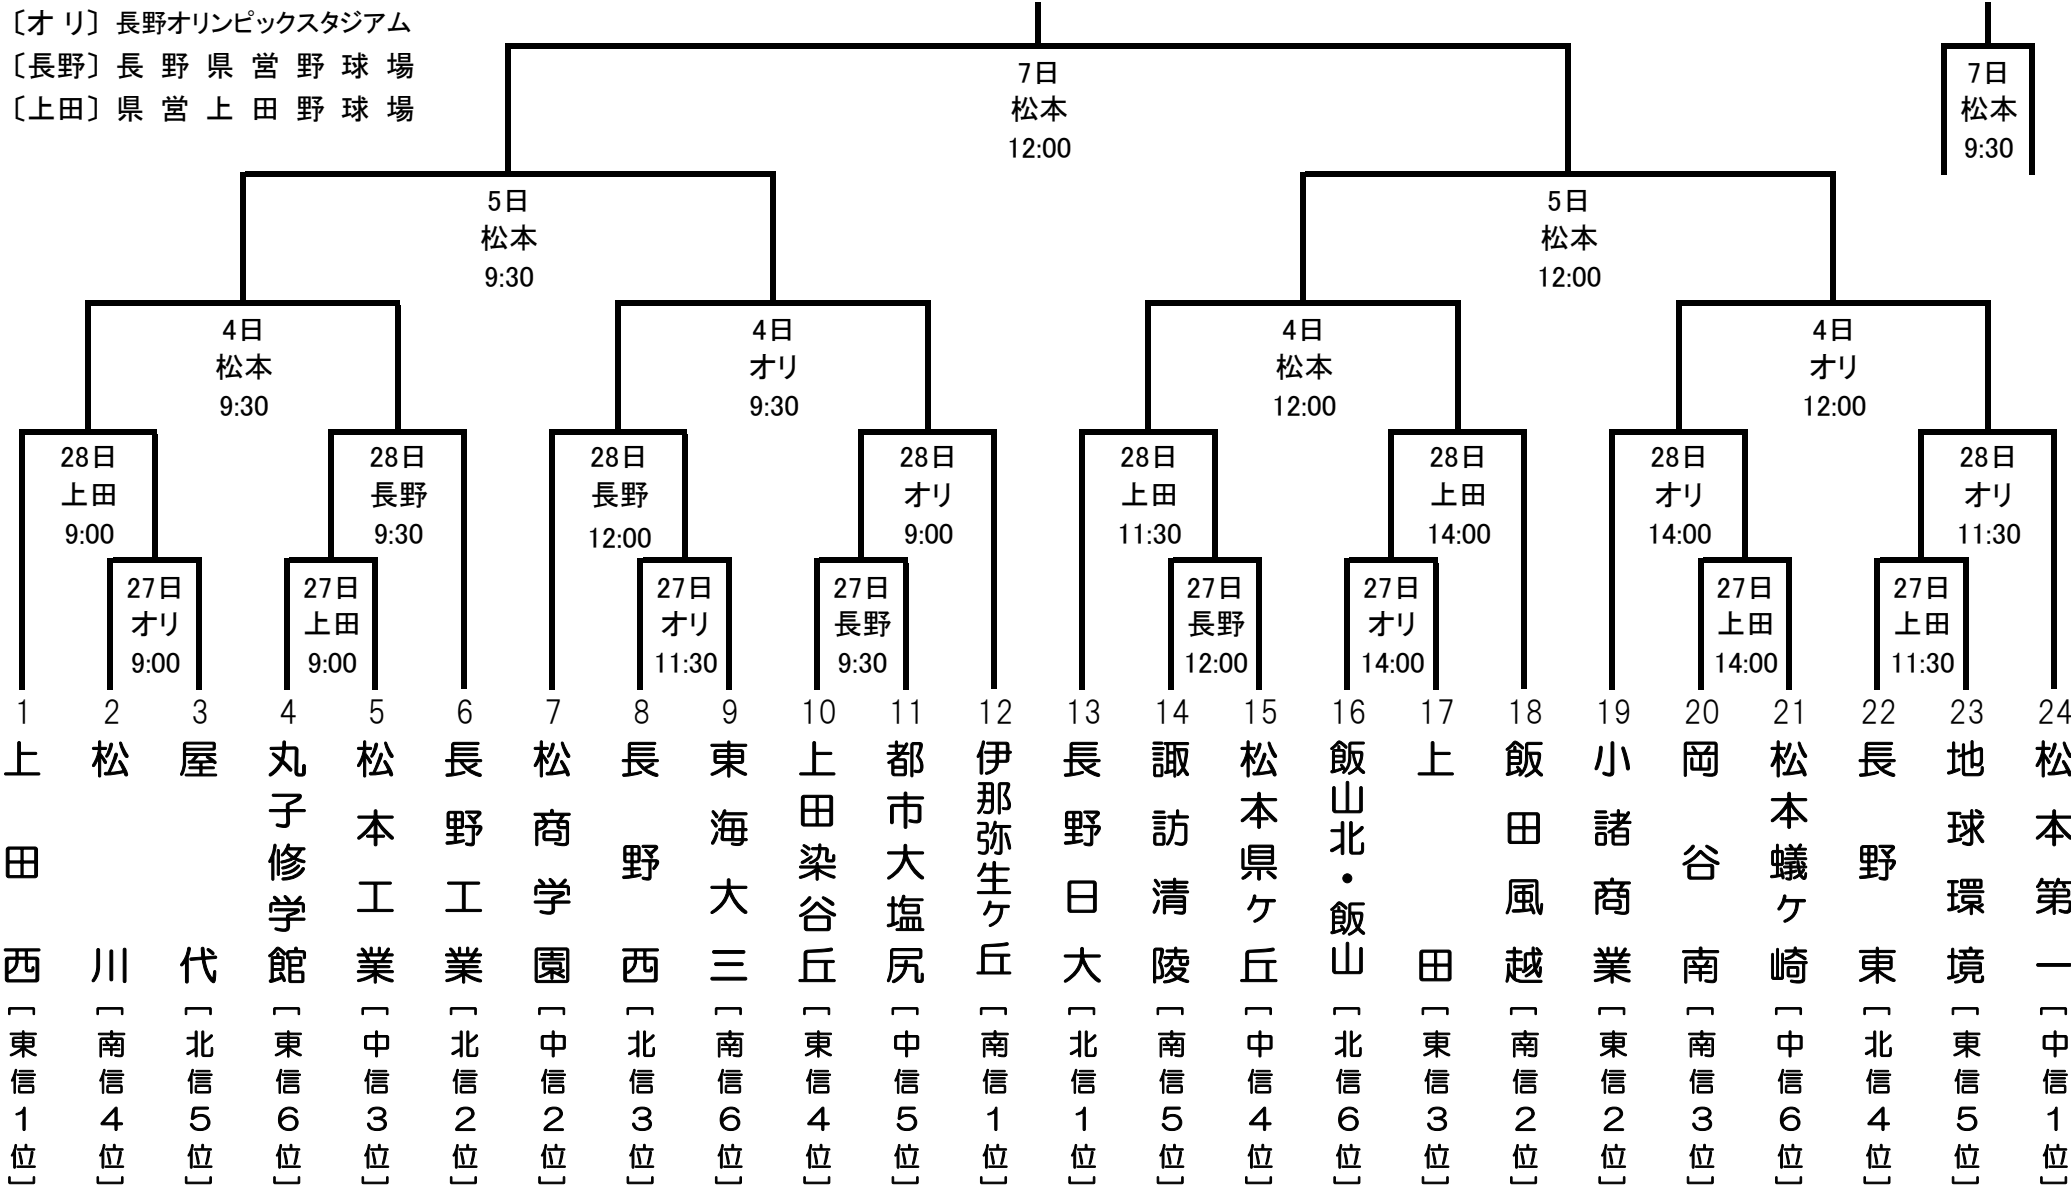 〔オ リ〕 長野オリンピックスタジアム
〔長野〕 長 野 県 営 野 球 場
〔上田〕 県 営 上 田 野 球 場
7日
松本
12:00
7日
松本
9:30
5日
松本
9:30
5日
松本
12:00
4日
松本
9:30
4日
オリ
9:30
4日
松本
12:00
4日
オリ
12:00
28日
上田
9:00
28日
長野
9:30
28日
長野
12:00
28日
オリ
9:00
28日
上田
11:30
28日
上田
14:00
28日
オリ
14:00
28日
オリ
11:30
27日
オリ
9:00
27日
上田
9:00
27日
オリ
11:30
27日
長野
9:30
27日
長野
12:00
27日
オリ
14:00
27日
上田
14:00
27日
上田
11:30
1 上田西 [東信1位]
2 松川 [南信4位]
3 屋代 [北信5位]
4 丸子修学館 [東信6位]
5 松本工業 [中信3位]
6 長野工業 [北信2位]
7 松商学園 [中信2位]
8 長野西 [北信3位]
9 東海大三 [南信6位]
10 上田染谷丘 [東信4位]
11 都市大塩尻 [中信5位]
12 伊那弥生ケ丘 [南信1位]
13 長野日大 [北信1位]
14 諏訪清陵 [南信5位]
15 松本県ケ丘 [中信4位]
16 飯山北・飯山 [北信6位]
17 上田 [東信3位]
18 飯田風越 [南信2位]
19 小諸商業 [東信2位]
20 岡谷南 [南信3位]
21 松本蟻ケ崎 [中信6位]
22 長野東 [北信4位]
23 地球環境 [東信5位]
24 松本第一 [中信1位]